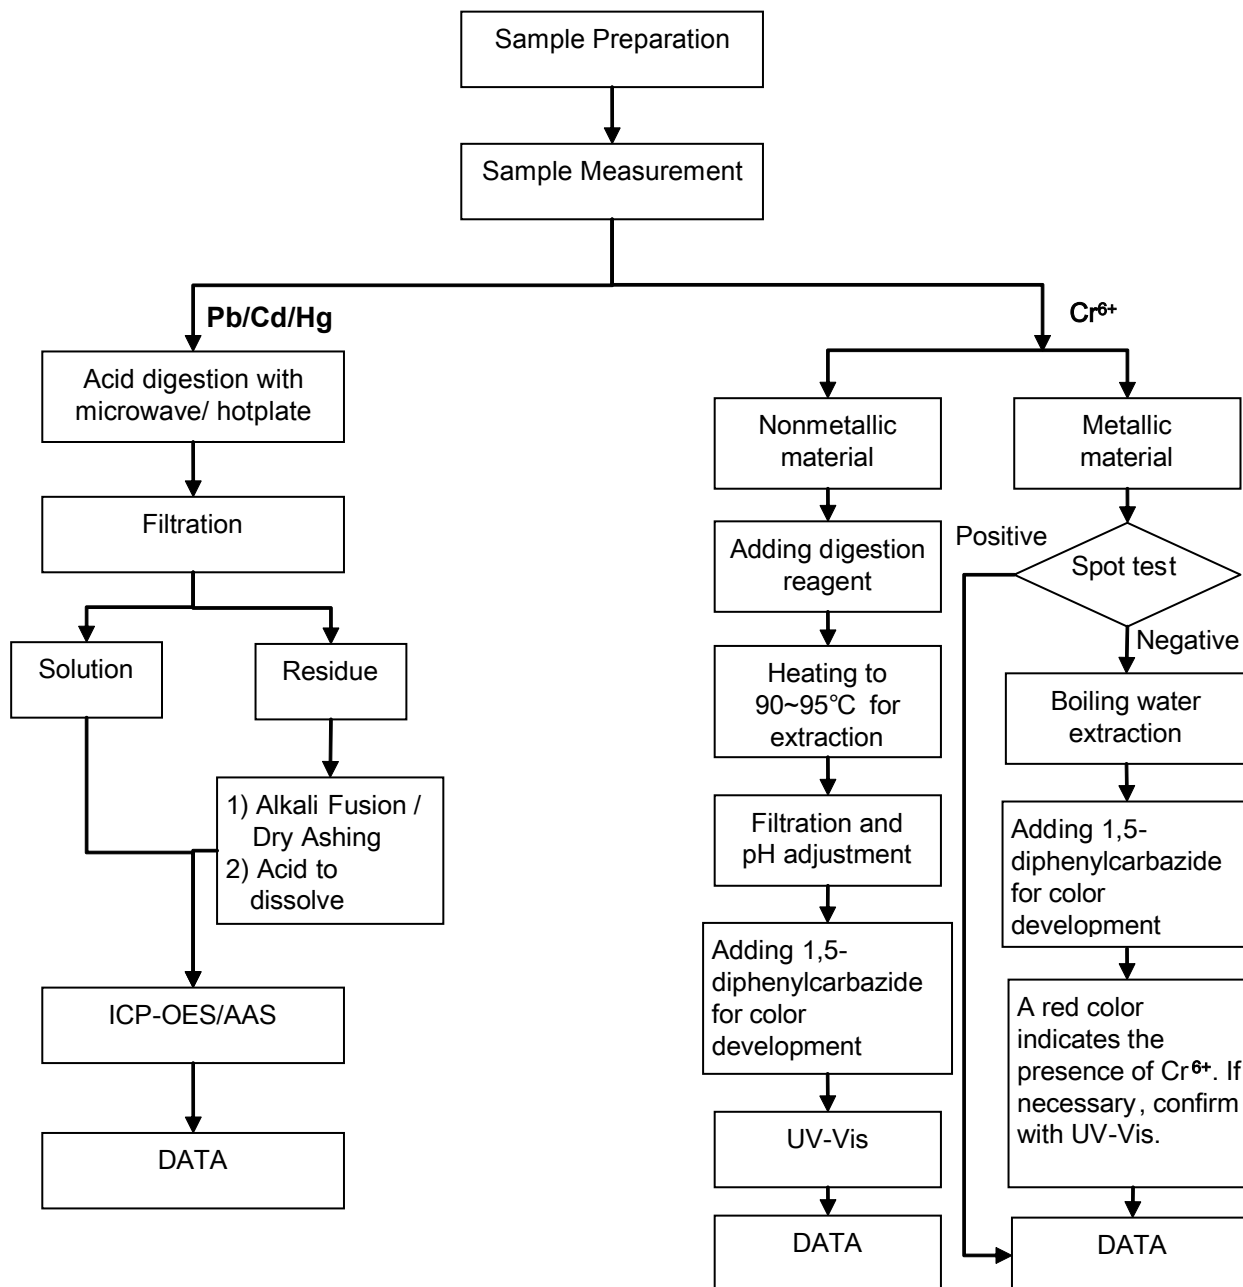 Sample Preparation
Sample Measurement
Pb/Cd/Hg
Acid digestion with
microwave/ hotplate
Filtration
Solution
Residue
1) Alkali Fusion /
Dry Ashing
2) Acid to
dissolve
ICP-OES/AAS
DATA
Cr⁶⁺
Nonmetallic
material
Adding digestion
reagent
Heating to
90~95°C for
extraction
Filtration and
pH adjustment
Adding 1,5-
diphenylcarbazide
for color
development
UV-Vis
DATA
Metallic
material
Spot test
Positive
Negative
Boiling water
extraction
Adding 1,5-
diphenylcarbazide
for color
development
A red color
indicates the
presence of Cr⁶⁺. If
necessary, confirm
with UV-Vis.
DATA